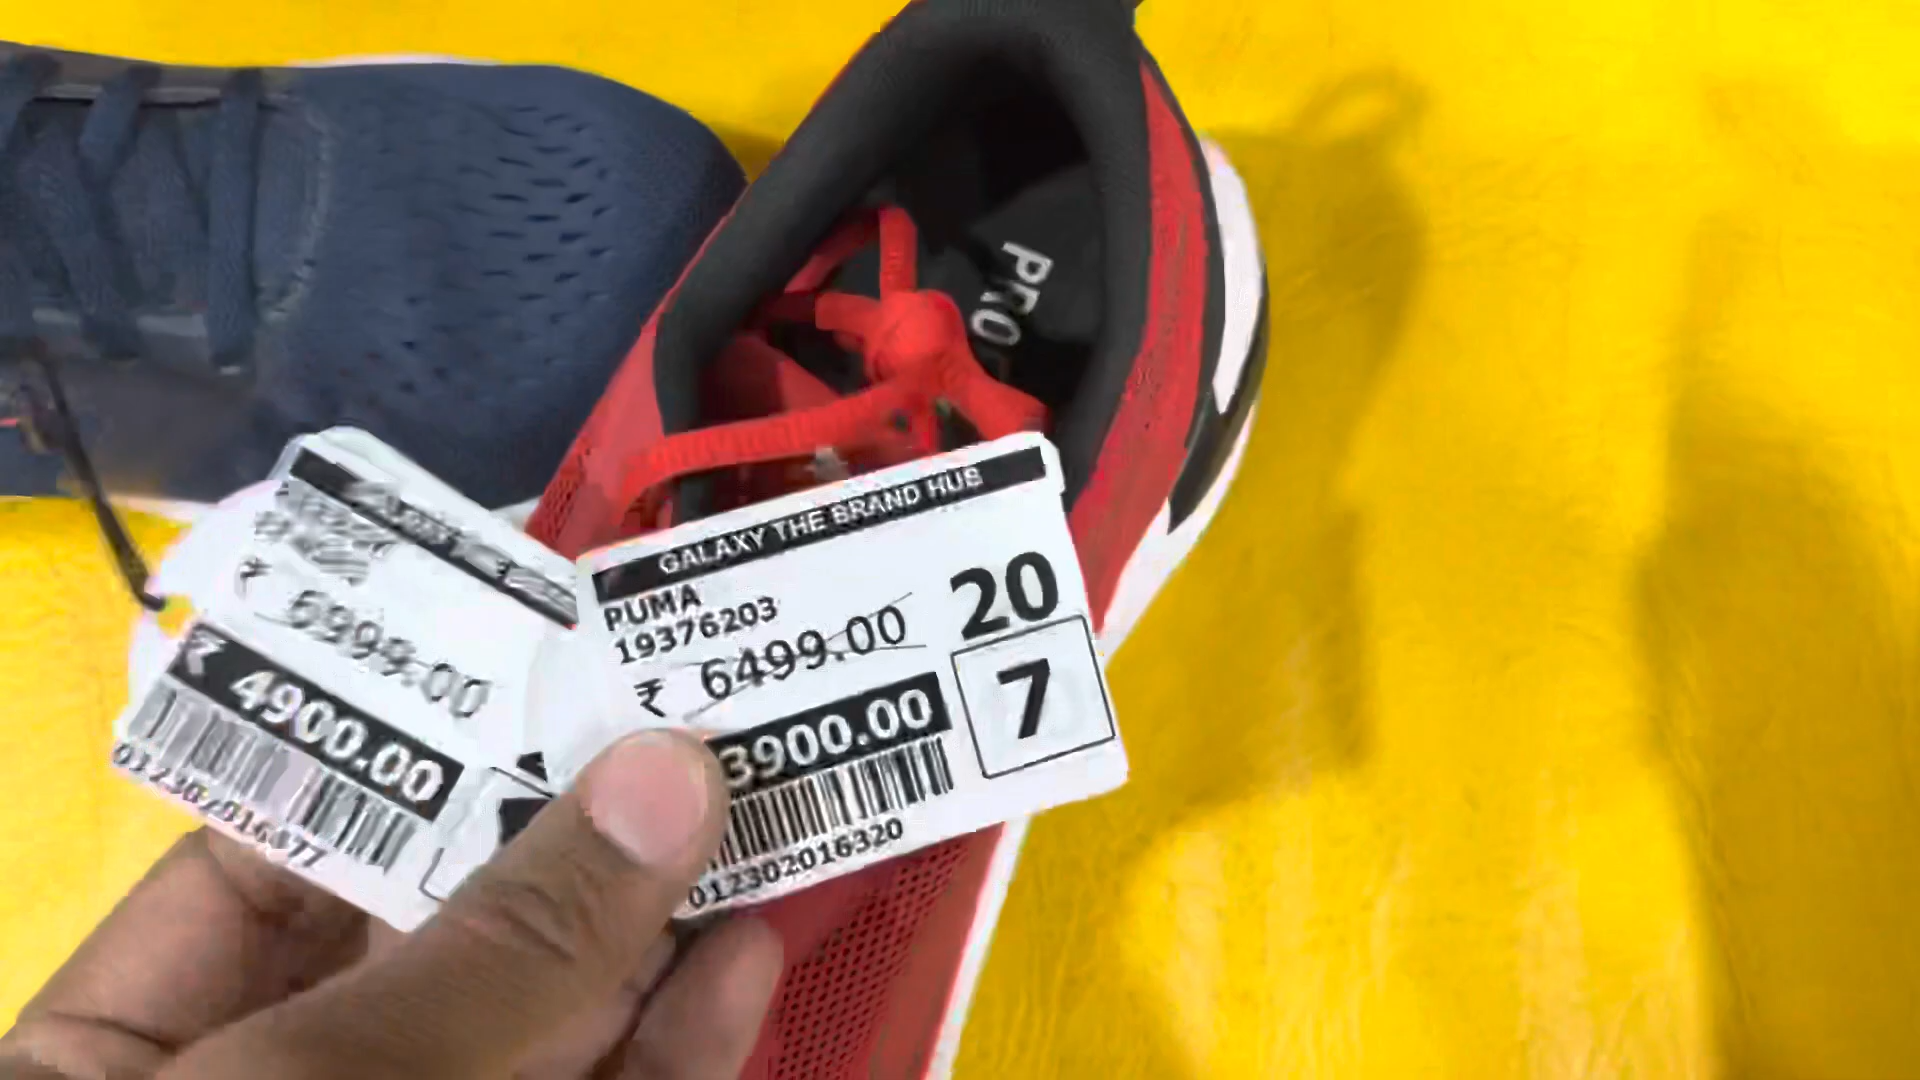 PRO
GALAXY THE BRAND HUB
PUMA
19376203
20
₹ 6499.00
7
3900.00
012302016320
₹ 6999.00
₹ 4900.00